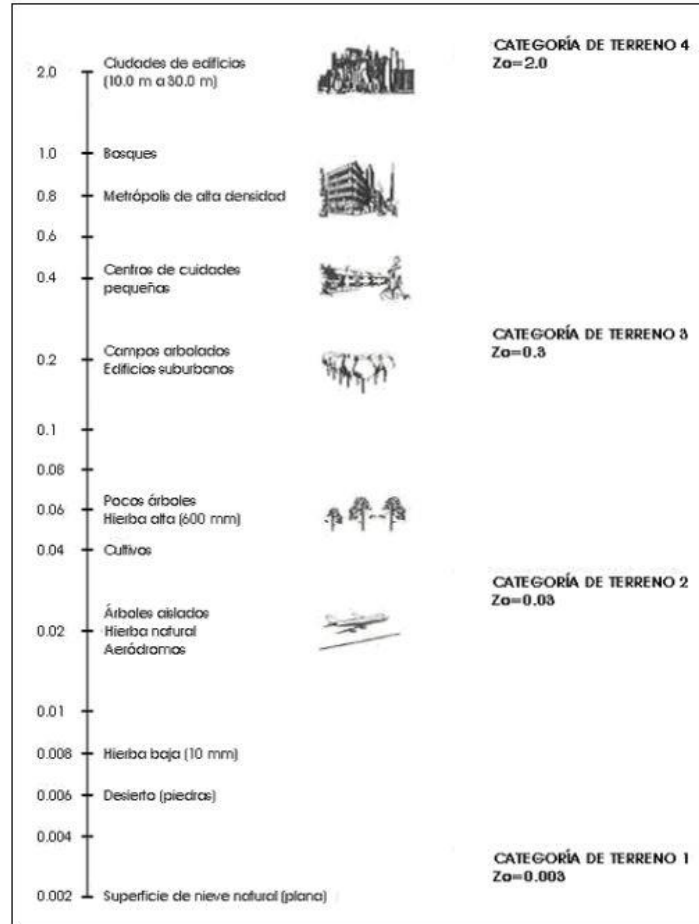 CATEGORÍA DE TERRENO 4
Zo=2.0
2.0
Ciudades de edificios
(10.0 m a 30.0 m)
1.0
Bosques
0.8
Metrópolis de alta densidad
0.6
0.4
Centros de cuidades
pequeñas
CATEGORÍA DE TERRENO 3
Zo=0.3
0.2
Campos arbolados
Edificios suburbanos
0.1
0.08
0.06
Pocos árboles
Hierba alta (600 mm)
0.04
Cultivos
CATEGORÍA DE TERRENO 2
Zo=0.03
0.02
Árboles aislados
Hierba natural
Aeródromos
0.01
0.008
Hierba baja (10 mm)
0.006
Desierto (piedras)
0.004
CATEGORÍA DE TERRENO 1
Zo=0.003
0.002
Superficie de nieve natural (plana)